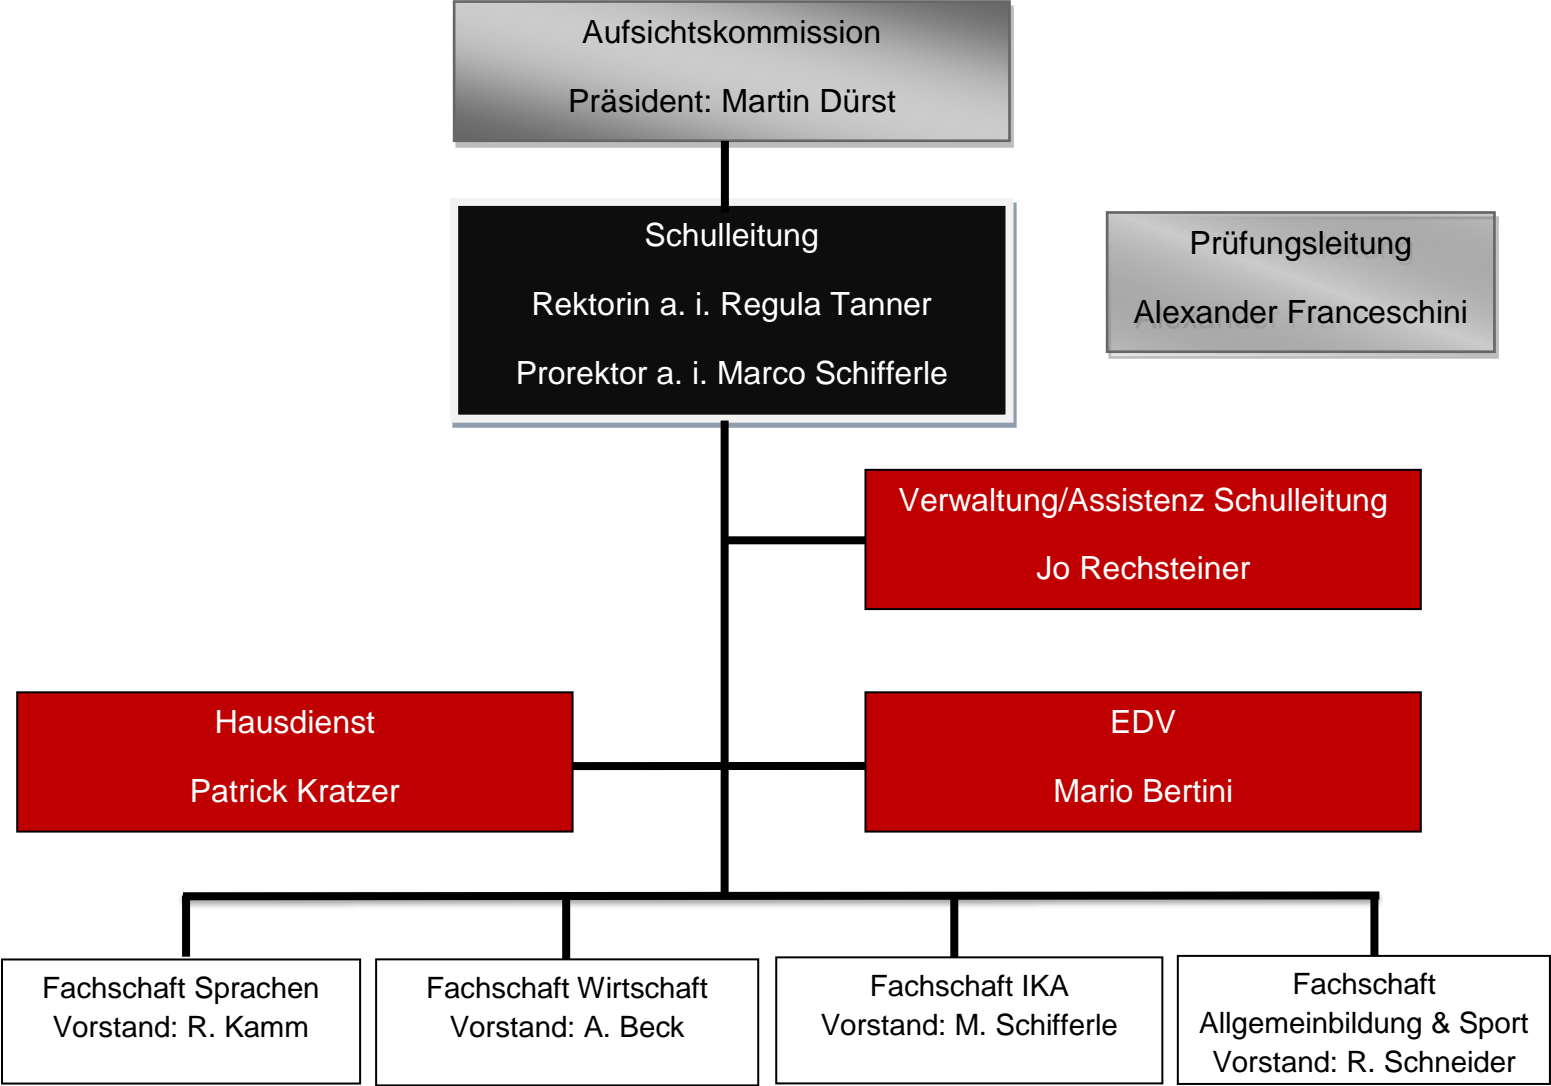 Aufsichtskommission
Präsident: Martin Dürst
Schulleitung
Rektorin a. i. Regula Tanner
Prorektor a. i. Marco Schifferle
Prüfungsleitung
Alexander Franceschini
Verwaltung/Assistenz Schulleitung
Jo Rechsteiner
Hausdienst
Patrick Kratzer
EDV
Mario Bertini
Fachschaft Sprachen
Vorstand: R. Kamm
Fachschaft Wirtschaft
Vorstand: A. Beck
Fachschaft IKA
Vorstand: M. Schifferle
Fachschaft
Allgemeinbildung & Sport
Vorstand: R. Schneider